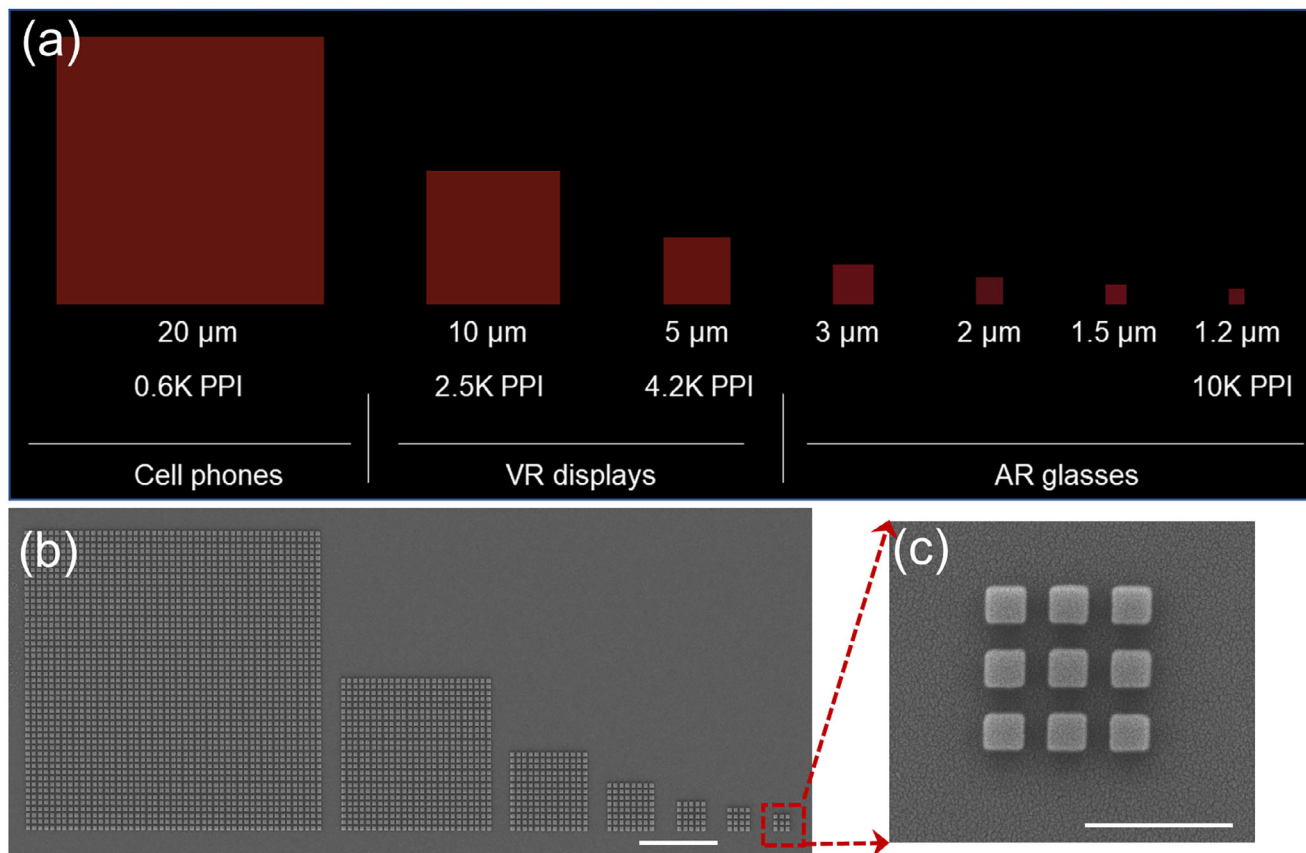 (a)
20 µm 10 µm 5 µm 3 µm 2 µm 1.5 µm 1.2 µm
0.6K PPI 2.5K PPI 4.2K PPI 10K PPI
Cell phones VR displays AR glasses
(b)
(c)